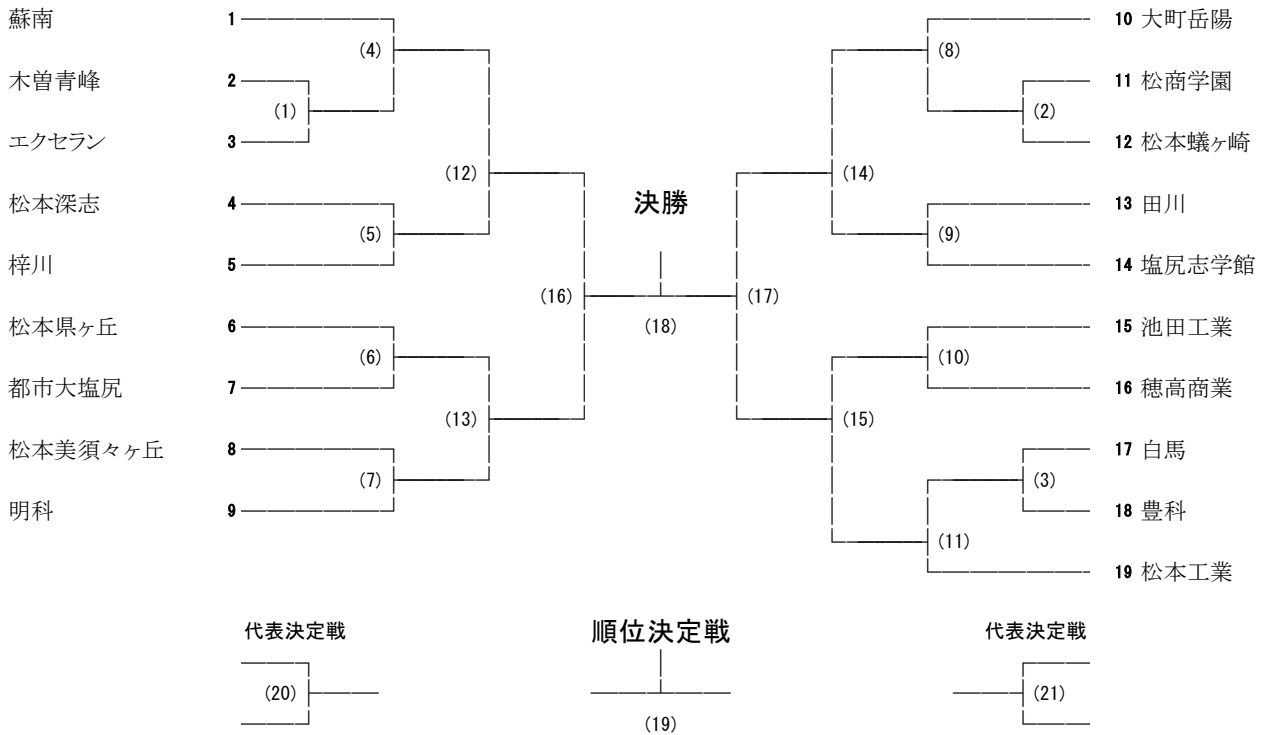 蘇南 1
(4)
木曽青峰 2
(1)
エクセラン 3
(12)
松本深志 4
(5)
梓川 5
(16)
松本県ヶ丘 6
(6)
都市大塩尻 7
(13)
松本美須々ヶ丘 8
(7)
明科 9
決勝
(18)
10 大町岳陽
(8)
11 松商学園
(2)
12 松本蟻ヶ崎
(14)
13 田川
(9)
14 塩尻志学館
(17)
15 池田工業
(10)
16 穂高商業
(15)
17 白馬
(3)
18 豊科
(11)
19 松本工業
代表決定戦
(20)
順位決定戦
(19)
代表決定戦
(21)